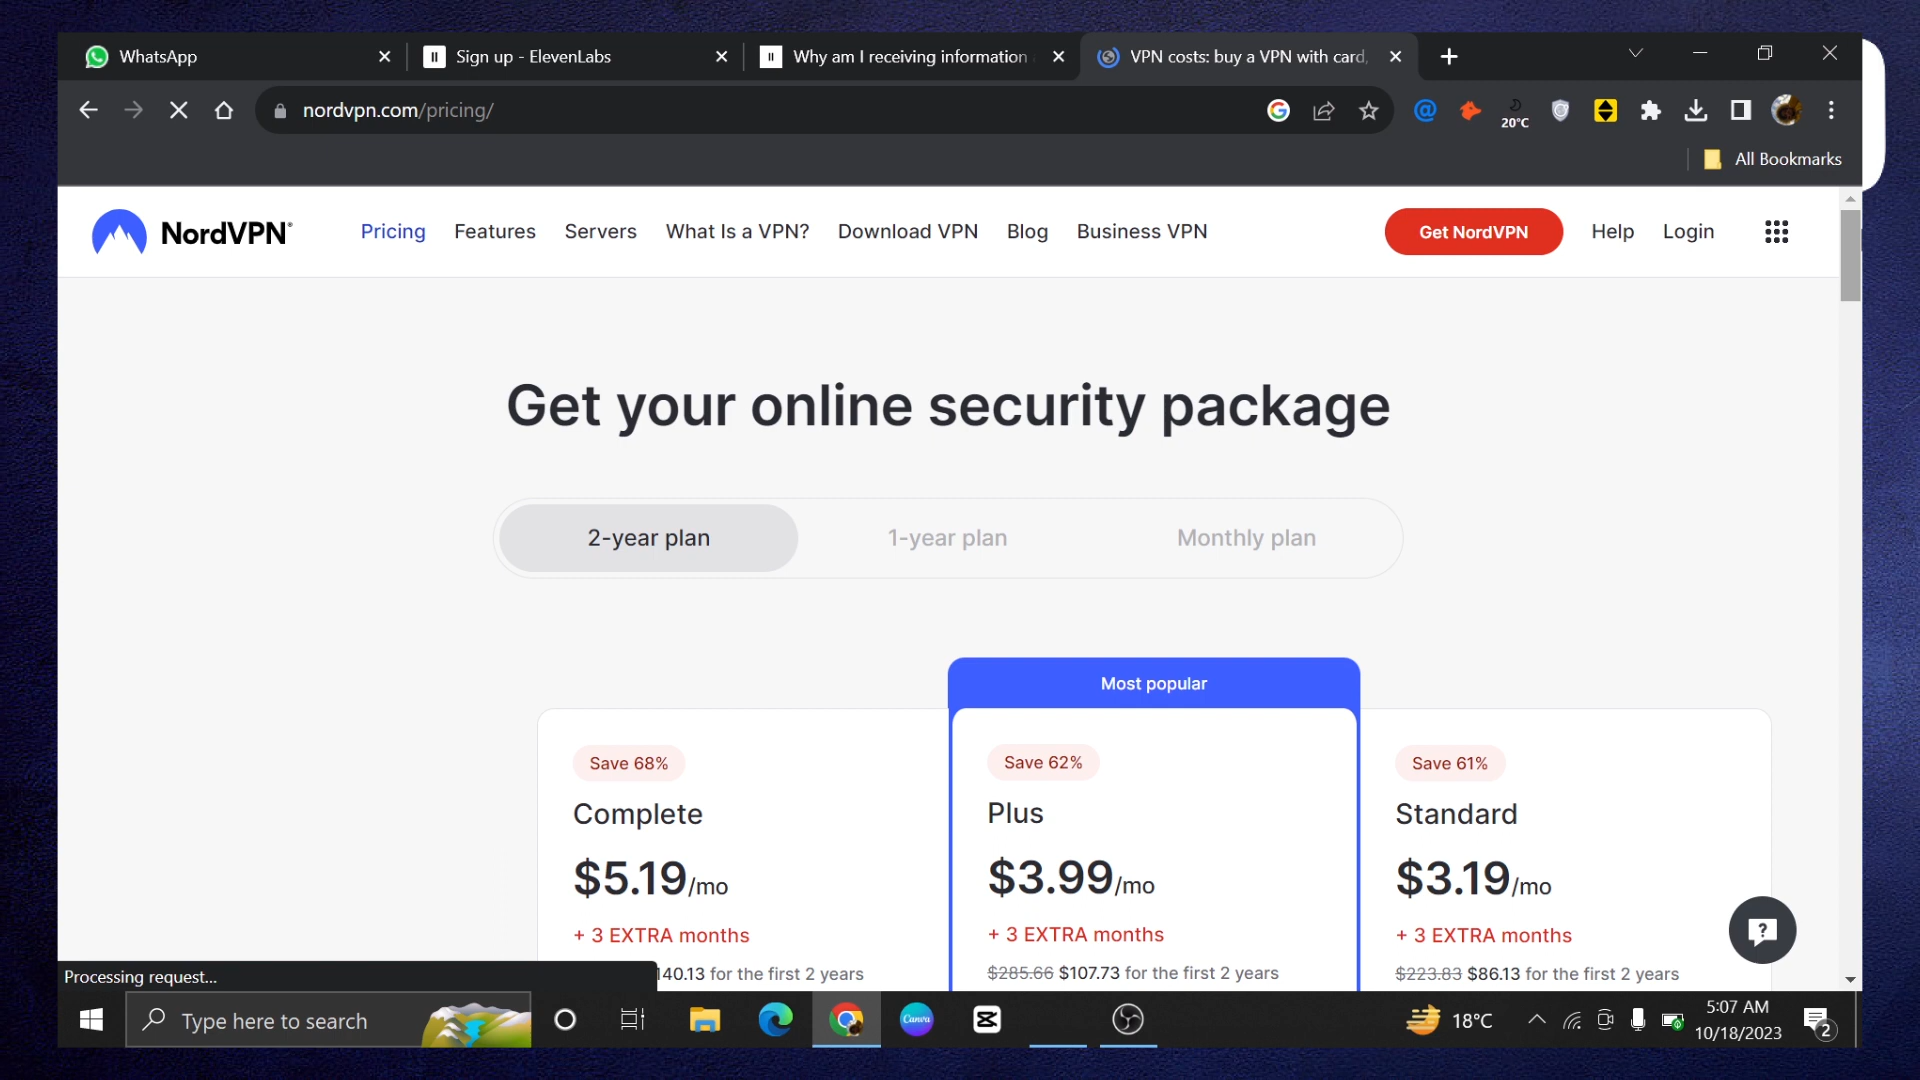 WhatsApp
Sign up - ElevenLabs
Why am I receiving information
VPN costs: buy a VPN with card,
nordvpn.com/pricing/
20°C
All Bookmarks
NordVPN®
Pricing
Features
Servers
What Is a VPN?
Download VPN
Blog
Business VPN
Get NordVPN
Help
Login
Get your online security package
2-year plan
1-year plan
Monthly plan
Most popular
Save 68%
Complete
$5.19/mo
+ 3 EXTRA months
140.13 for the first 2 years
Save 62%
Plus
$3.99/mo
+ 3 EXTRA months
$285.66 $107.73 for the first 2 years
Save 61%
Standard
$3.19/mo
+ 3 EXTRA months
$223.83 $86.13 for the first 2 years
Processing request...
Type here to search
Canva
18°C
5:07 AM
10/18/2023
2